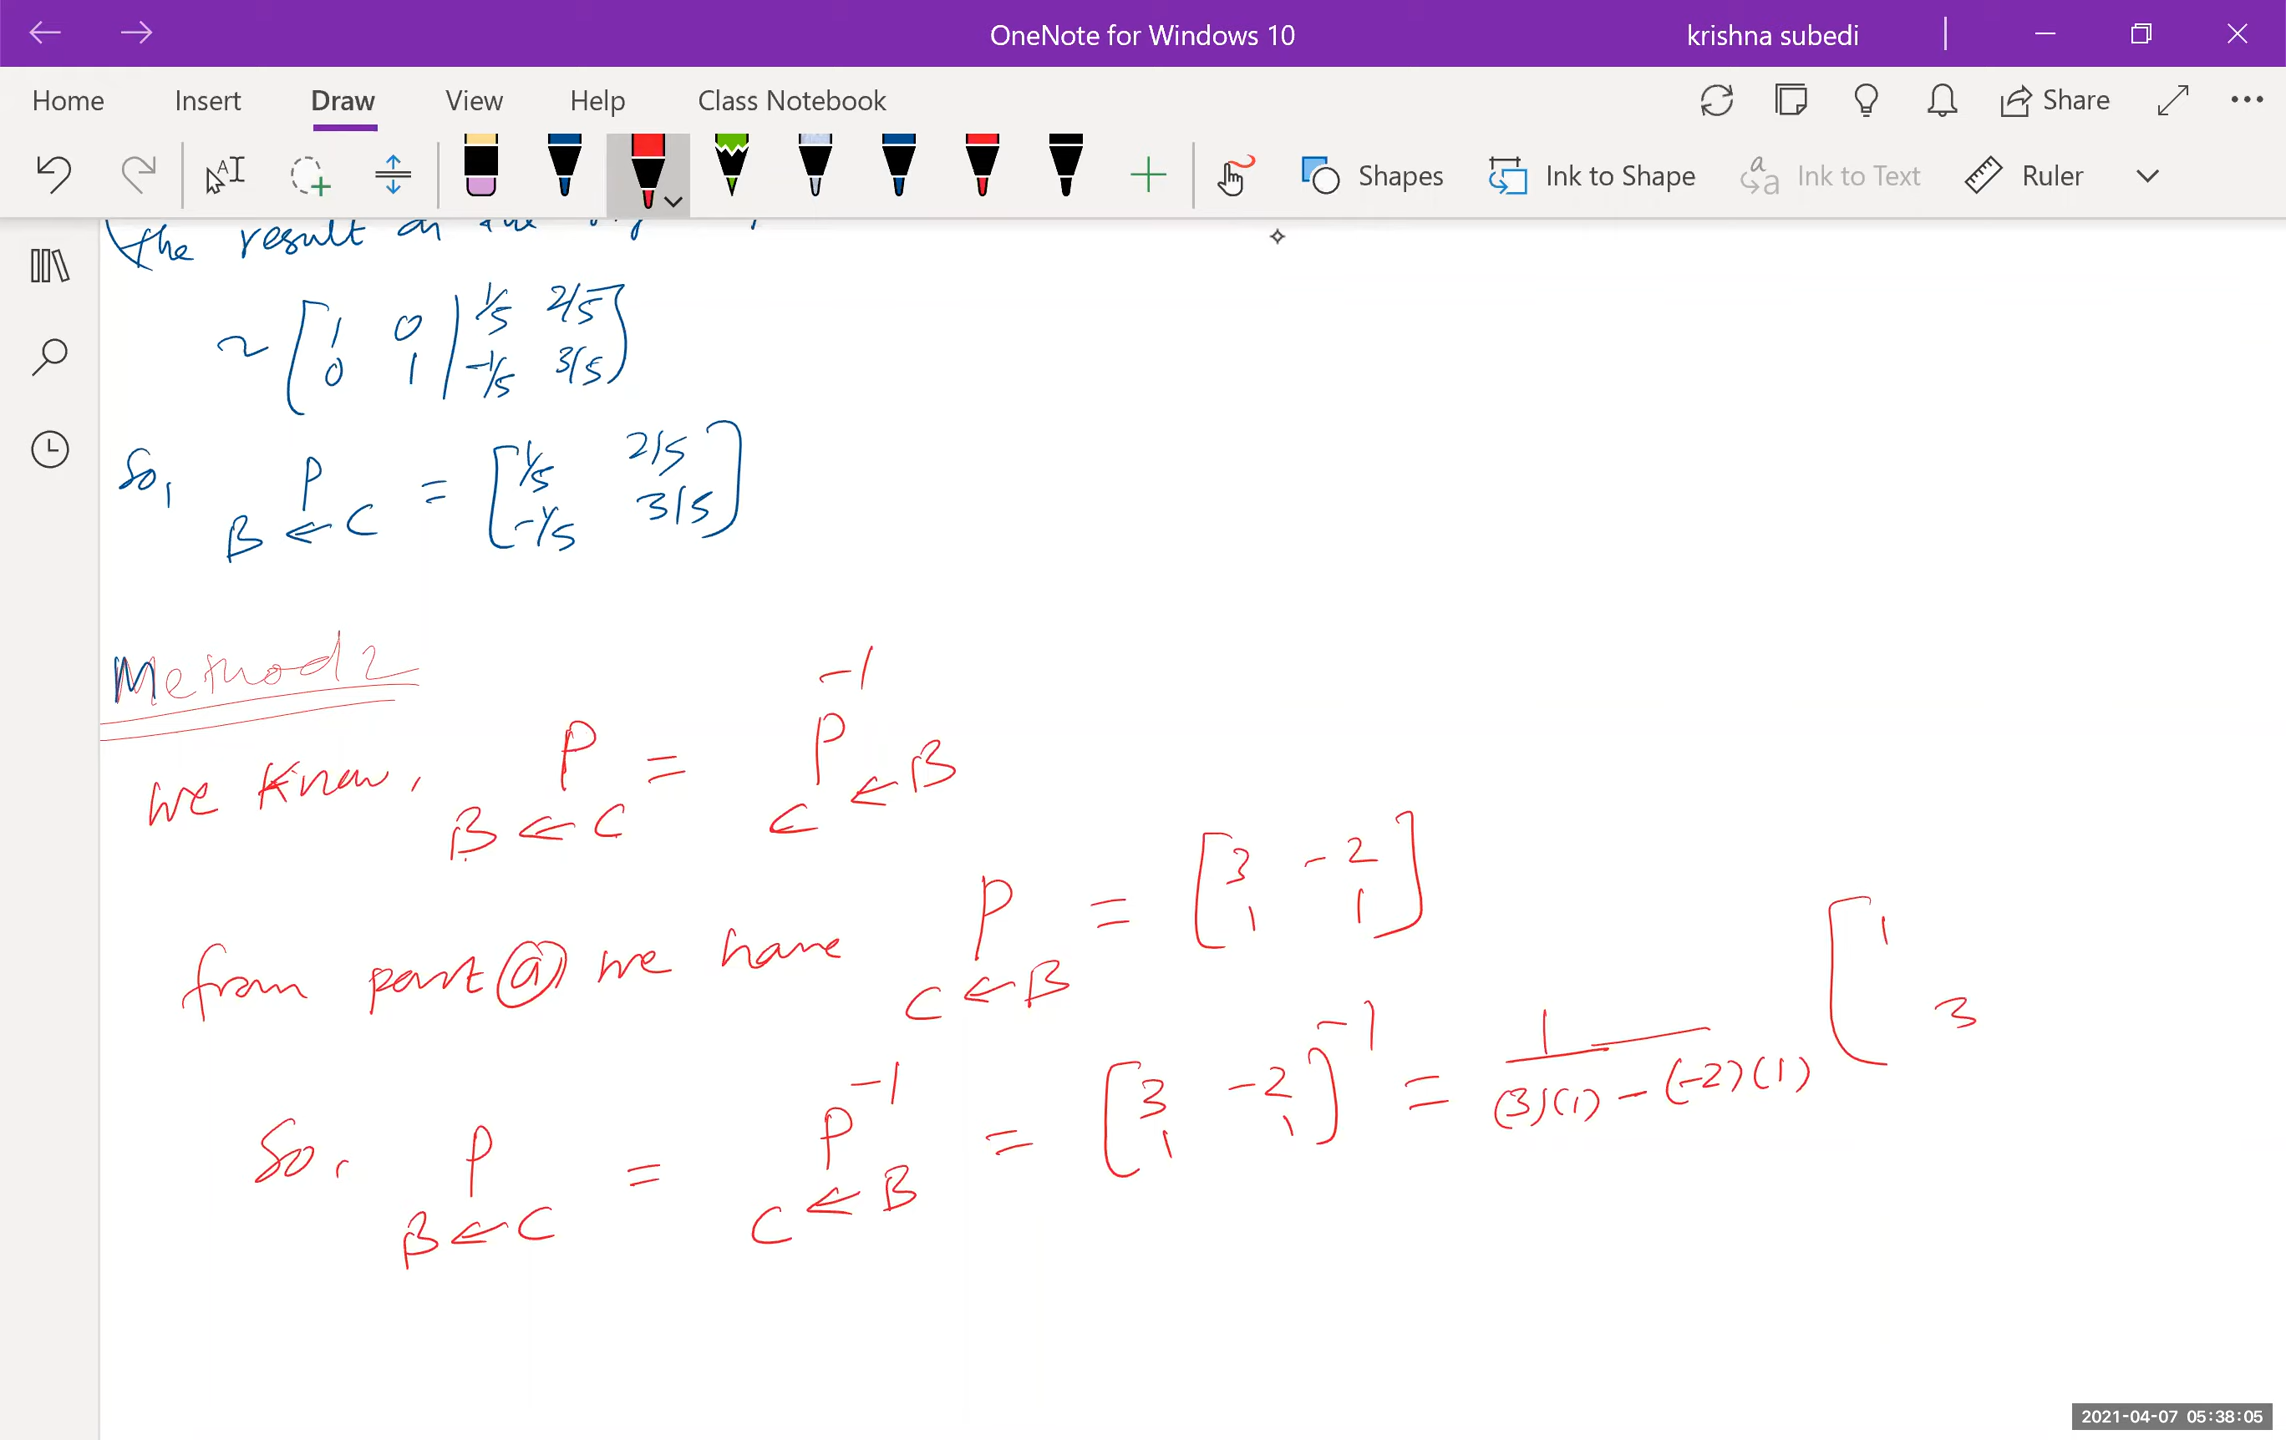 OneNote for Windows 10
krishna subedi
Home Insert Draw View Help Class Notebook
Share
Shapes Ink to Shape Ink to Text Ruler
the result on the
~ [1 0 | 1/5 2/5
0 1 | -1/5 3/5]
So, P B←C = [1/5 2/5
-1/5 3/5]
Method 2
We know, P B←C = P⁻¹ C←B
from part (a) we have P C←B = [3 -2
1 1]
So, P B←C = P⁻¹ C←B = [3 -2
1 1]⁻¹ = 1/((3)(1) - (-2)(1)) [1
3
2021-04-07 05:38:05